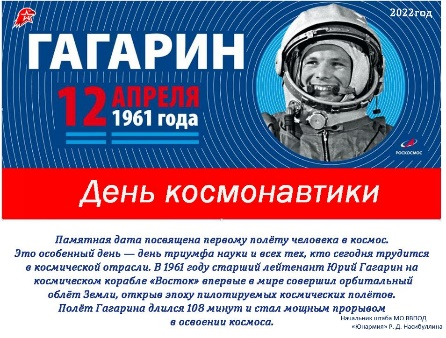 2022год
ГАГАРИН
12 АПРЕЛЯ
1961 года
РОСКОСМОС
День космонавтики
Памятная дата посвящена первому полёту человека в космос.
Это особенный день — день триумфа науки и всех тех, кто сегодня трудится
в космической отрасли. В 1961 году старший лейтенант Юрий Гагарин на
космическом корабле «Восток» впервые в мире совершил орбитальный
облёт Земли, открыв эпоху пилотируемых космических полётов.
Полёт Гагарина длился 108 минут и стал мощным прорывом
в освоении космоса.
Начальник штаба МО ВВПОД
«Юнармия» Р. Д. Насибуллина